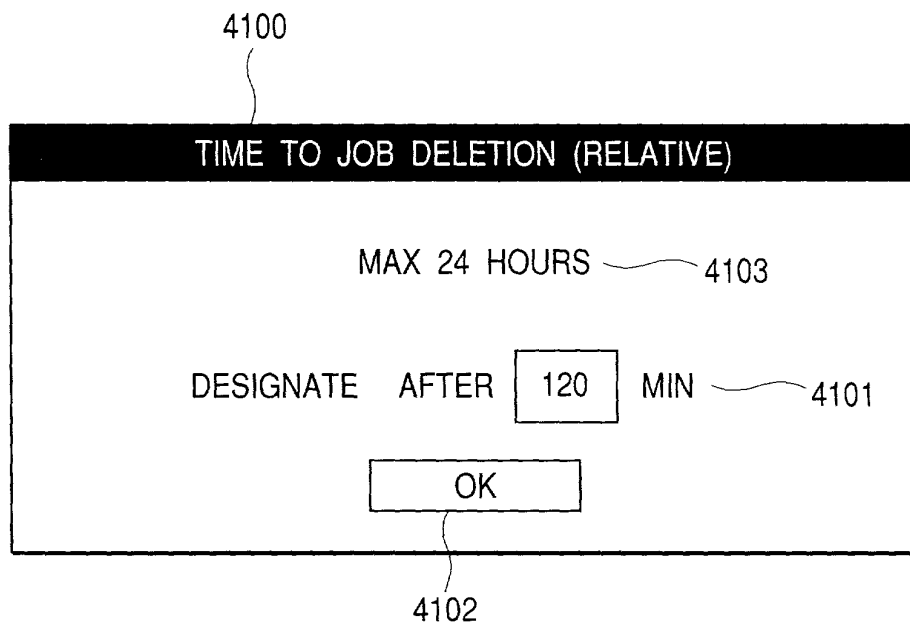 4100
TIME TO JOB DELETION (RELATIVE)
MAX 24 HOURS 4103
DESIGNATE AFTER 120 MIN 4101
OK
4102